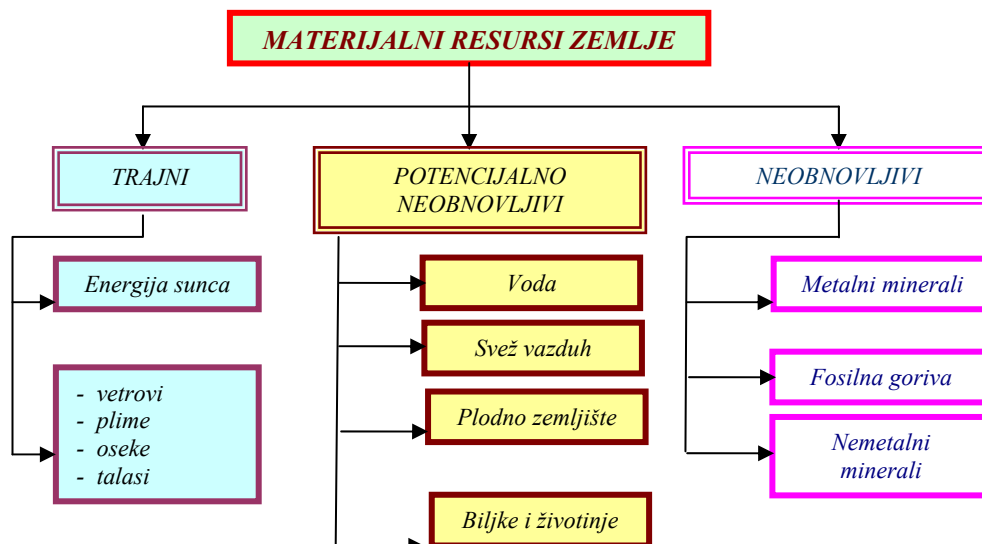 MATERIJALNI RESURSI ZEMLJE
TRAJNI
Energija sunca
- vetrovi
- plime
- oseke
- talasi
POTENCIJALNO
NEOBNOVLJIVI
Voda
Svež vazduh
Plodno zemljište
Biljke i životinje
NEOBNOVLJIVI
Metalni minerali
Fosilna goriva
Nemetalni
minerali